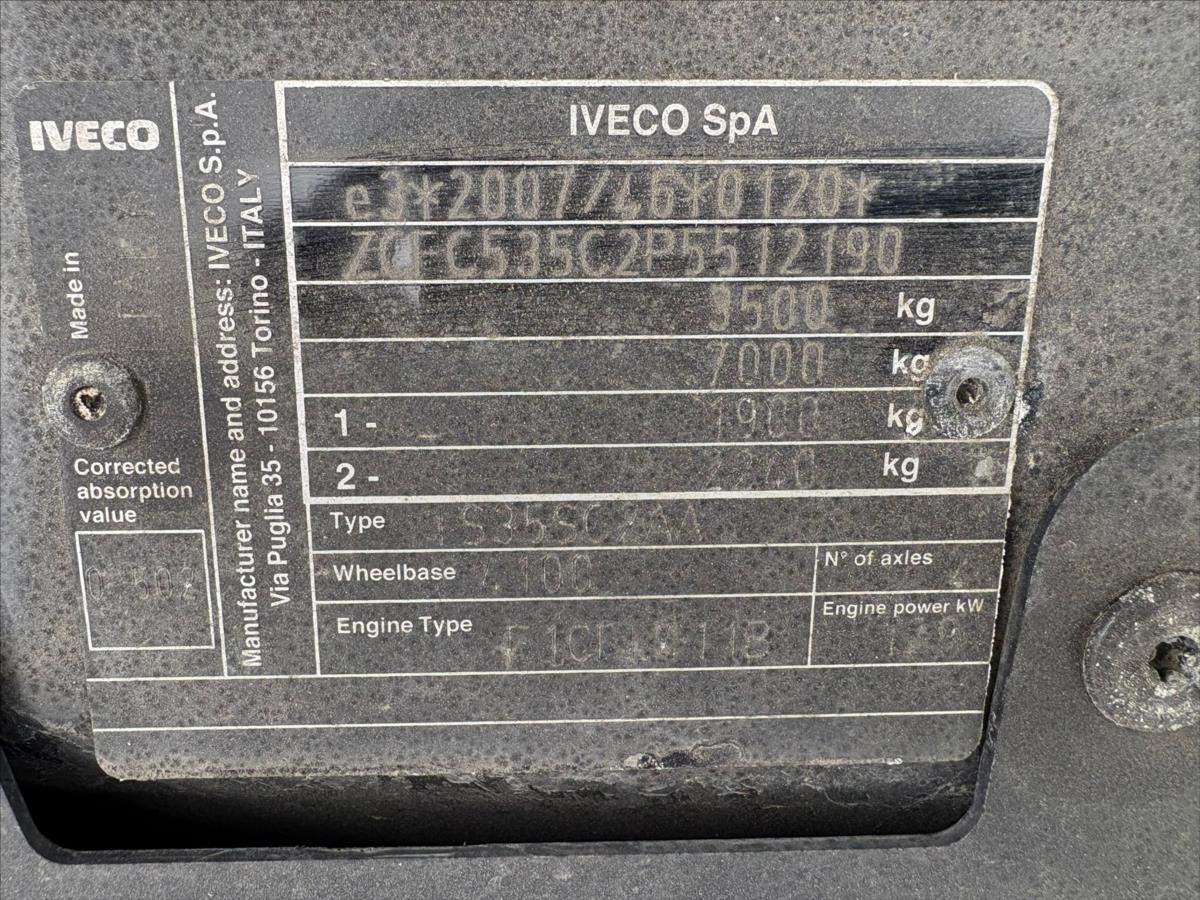 IVECO
Made in
Corrected
absorption
value
Manufacturer name and address: IVECO S.p.A.
Via Puglia 35 - 10156 Torino - ITALY
IVECO SpA
e3*2007/46*0120*
ZCFC535C2P5512190
3500 kg
7000 kg
1- 1900 kg
2- kg
Type
Wheelbase 4100
N° of axles
Engine Type
Engine power kW